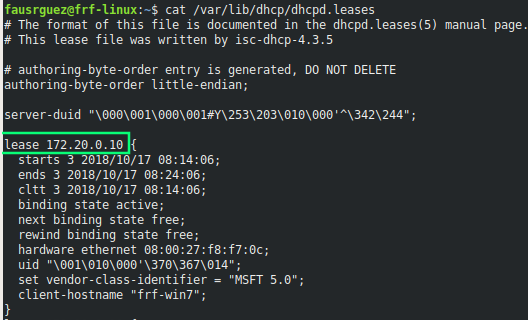 fausrguez@frf-linux:~$ cat /var/lib/dhcp/dhcpd.leases
# The format of this file is documented in the dhcpd.leases(5) manual page.
# This lease file was written by isc-dhcp-4.3.5
# authoring-byte-order entry is generated, DO NOT DELETE
authoring-byte-order little-endian;
server-duid "\000\001\000\001#Y\253\203\010\000'^\342\244";
lease 172.20.0.10 {
starts 3 2018/10/17 08:14:06;
ends 3 2018/10/17 08:24:06;
cltt 3 2018/10/17 08:14:06;
binding state active;
next binding state free;
rewind binding state free;
hardware ethernet 08:00:27:f8:f7:0c;
uid "\001\010\000'\370\367\014";
set vendor-class-identifier = "MSFT 5.0";
client-hostname "frf-win7";
}